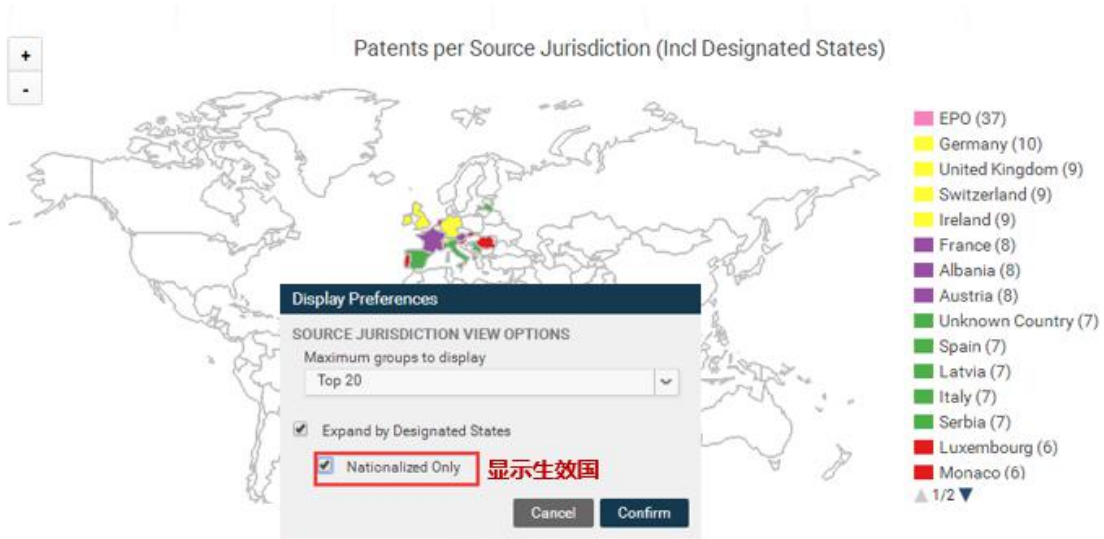 Patents per Source Jurisdiction (Incl Designated States)
+
-
EPO (37)
Germany (10)
United Kingdom (9)
Switzerland (9)
Ireland (9)
France (8)
Albania (8)
Austria (8)
Unknown Country (7)
Spain (7)
Latvia (7)
Italy (7)
Serbia (7)
Luxembourg (6)
Monaco (6)
1/2
Display Preferences
SOURCE JURISDICTION VIEW OPTIONS
Maximum groups to display
Top 20
Expand by Designated States
Nationalized Only 显示生效国
Cancel Confirm